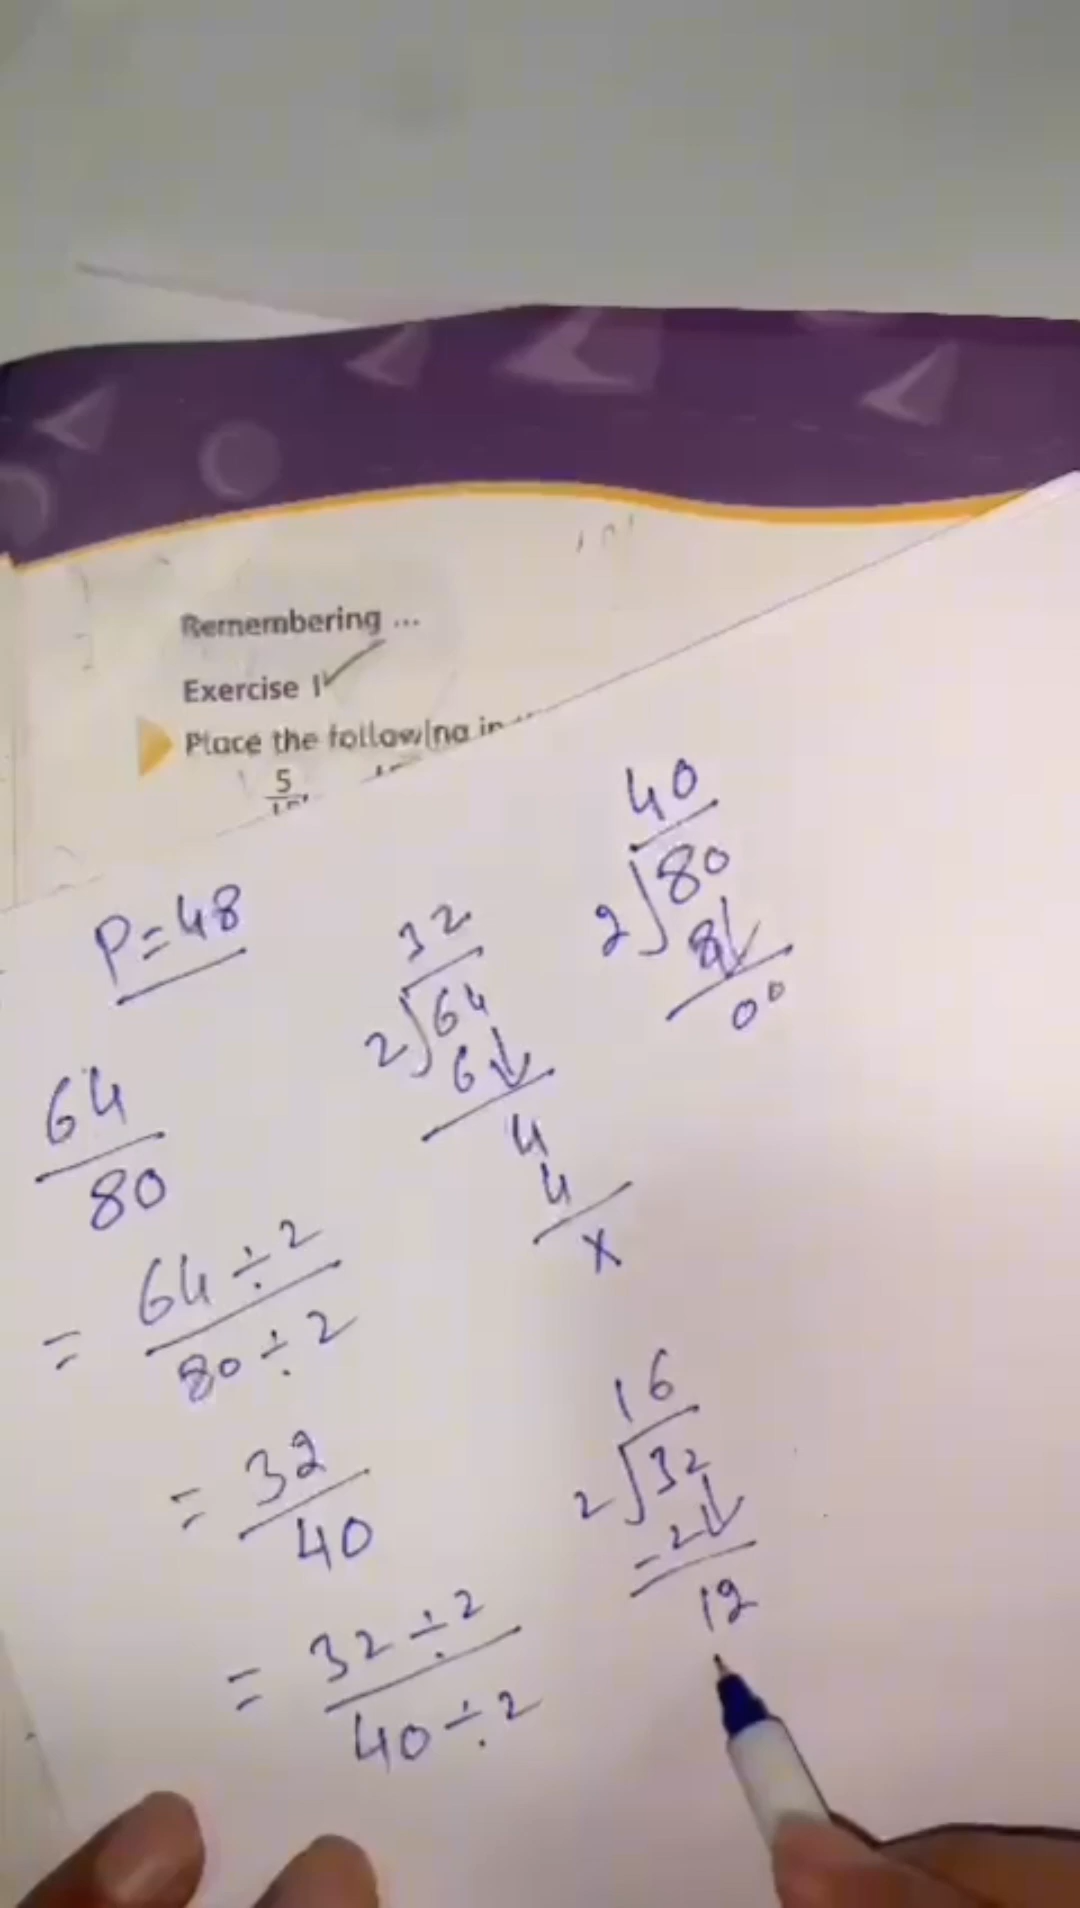 Remembering ...
Exercise 1
Place the following in
5
P=48
64
80
= 64 ÷ 2
80 ÷ 2
= 32
40
= 32 ÷ 2
40 ÷ 2
32
2 64
6
4
4
x
40
2 80
8
00
16
2 32
- 2
12